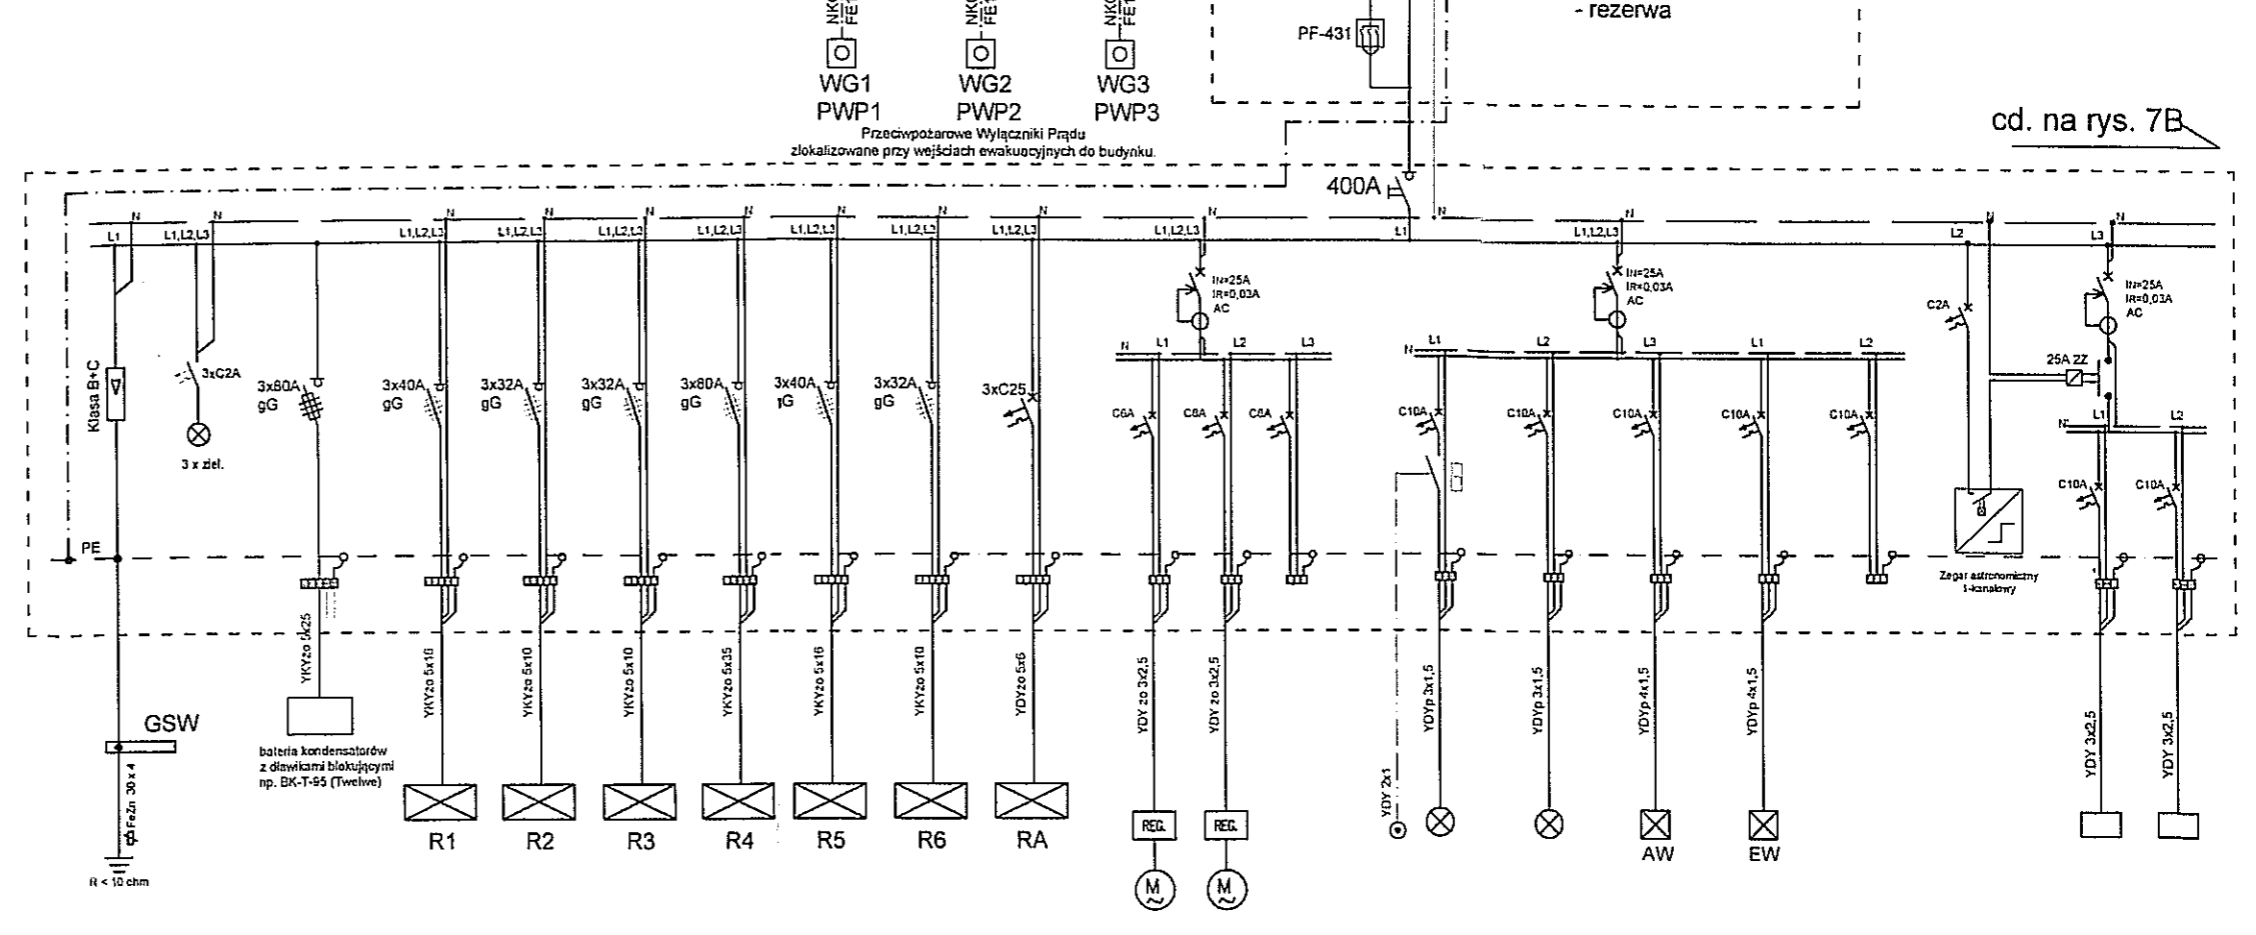 - rezerwa
PF-431
WG1
PWP1
WG2
PWP2
WG3
PWP3
Przeciwpożarowe Wyłączniki Prądu
zlokalizowane przy wejściach ewakuacyjnych do budynku.
cd. na rys. 7B
400A
N
N
N
N
N
N
N
N
N
N
N
N
N
N
L1
L1,L2,L3
L1,L2,L3
L1,L2,L3
L1,L2,L3
L1,L2,L3
L1,L2,L3
L1,L2,L3
L1,L2,L3
L1,L2,L3
L1
L1,L2,L3
L2
L3
IN=25A
IR=0,03A
AC
IN=25A
IR=0,03A
AC
IN=25A
IR=0,03A
AC
C2A
25A 2Z
N
L1
L2
L3
N
L1
L2
L3
L1
L2
Klasa B+C
3xC2A
3 x ziel.
3x80A
gG
3x40A
gG
3x32A
gG
3x32A
gG
3x80A
gG
3x40A
3x32A
gG
3xC25
C6A
C6A
C6A
C10A
C10A
C10A
C10A
C10A
N
L1
L2
C10A
C10A
PE
Zegar astronomiczny
1-kanałowy
YKYżo 5x25
YKYżo 5x16
YKYżo 5x10
YKYżo 5x10
YKYżo 5x35
YKYżo 5x16
YKYżo 5x10
YDYżo 5x6
YDY żo 3x2,5
YDY żo 3x2,5
YDY 2x1
YDYp 3x1,5
YDYp 3x1,5
YDYp 4x1,5
YDYp 4x1,5
YDY 3x2,5
YDY 3x2,5
GSW
bateria kondensatorów
z dławikami blokującymi
np. BK-T-95 (Twelwe)
FeZn 30 x 4
R < 10 ohm
R1
R2
R3
R4
R5
R6
RA
REG.
REG.
M
M
AW
EW